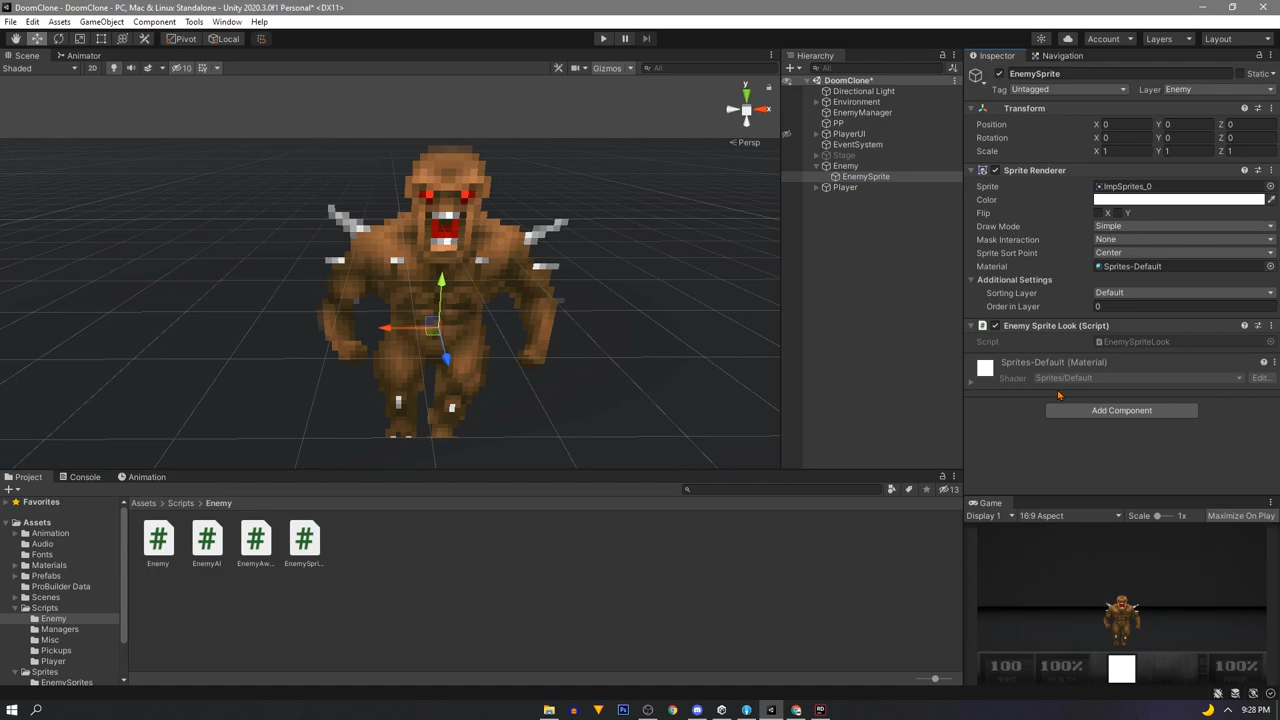 DoomClone - DoomClone - PC, Mac & Linux Standalone - Unity 2020.3.0f1 Personal* <DX11>
File Edit Assets GameObject Component Tools Window Help
Pivot Local Account Layers Layout
Scene Animator
Shaded 2D 10 Gizmos All
y
x
Persp
Hierarchy
All
DoomClone*
Directional Light
Environment
EnemyManager
PP
PlayerUI
EventSystem
Stage
Enemy
EnemySprite
Player
Inspector Navigation
EnemySprite Static
Tag Untagged Layer Enemy
Transform
Position X 0 Y 0 Z 0
Rotation X 0 Y 0 Z 0
Scale X 1 Y 1 Z 1
Sprite Renderer
Sprite ImpSprites_0
Color
Flip X Y
Draw Mode Simple
Mask Interaction None
Sprite Sort Point Center
Material Sprites-Default
Additional Settings
Sorting Layer Default
Order in Layer 0
Enemy Sprite Look (Script)
Script EnemySpriteLook
Sprites-Default (Material)
Shader Sprites/Default Edit...
Add Component
Game
Display 1 16:9 Aspect Scale 1x Maximize On Play
100 100% 100%
Project Console Animation
13
Favorites
Assets
Animation
Audio
Fonts
Materials
Prefabs
ProBuilder Data
Scenes
Scripts
Enemy
Managers
Misc
Pickups
Player
Sprites
EnemySprites
Assets > Scripts > Enemy
Enemy EnemyAI EnemyAw... EnemySpri...
9:28 PM